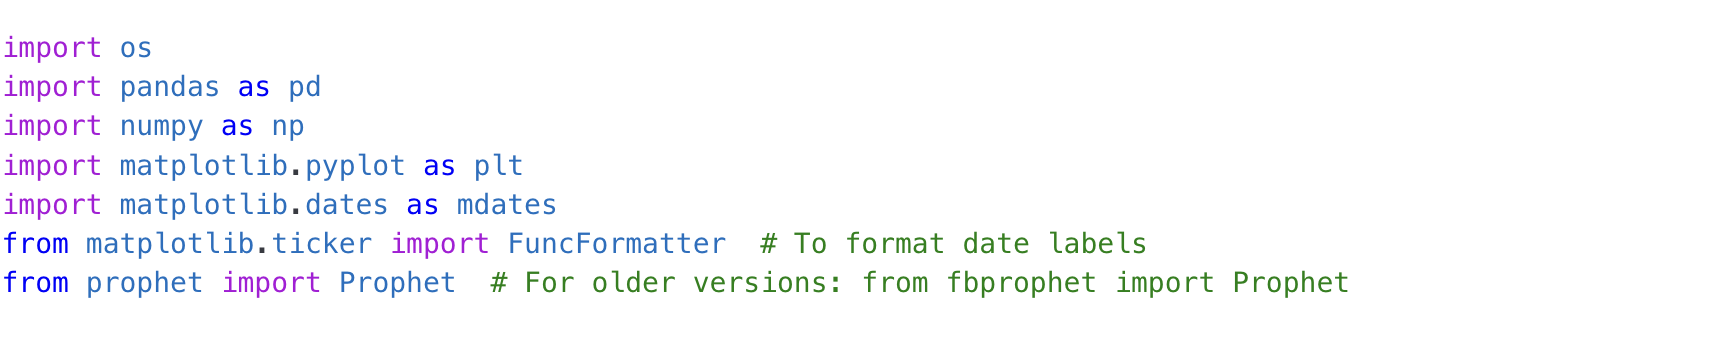 import os
import pandas as pd
import numpy as np
import matplotlib.pyplot as plt
import matplotlib.dates as mdates
from matplotlib.ticker import FuncFormatter  # To format date labels
from prophet import Prophet  # For older versions: from fbprophet import Prophet